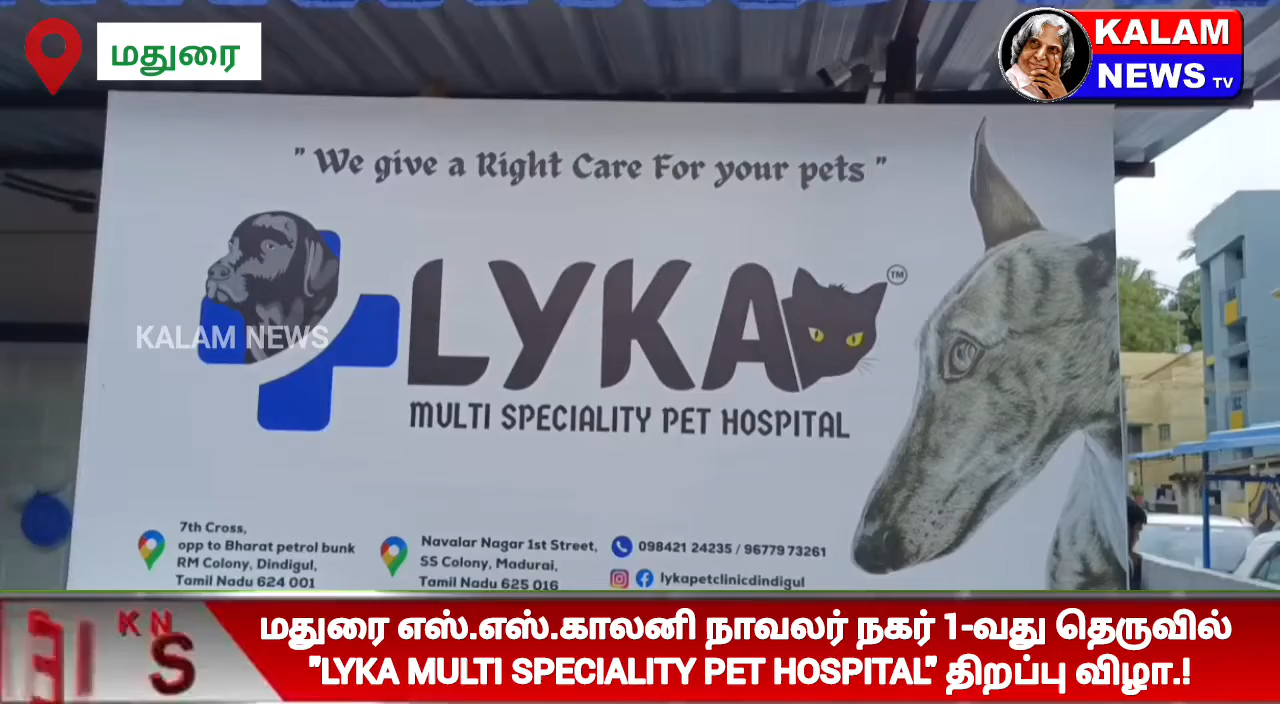 மதுரை
KALAM
NEWS TV
" We give a Right Care For your pets "
LYKA
TM
MULTI SPECIALITY PET HOSPITAL
KALAM NEWS
7th Cross,
opp to Bharat petrol bunk
RM Colony, Dindigul,
Tamil Nadu 624 001
Navalar Nagar 1st Street,
SS Colony, Madurai,
Tamil Nadu 625 016
098421 24235 / 96779 73261
lykapetclinicdindigul
KN
S
மதுரை எஸ்.எஸ்.காலனி நாவலர் நகர் 1-வது தெருவில்
"LYKA MULTI SPECIALITY PET HOSPITAL" திறப்பு விழா.!